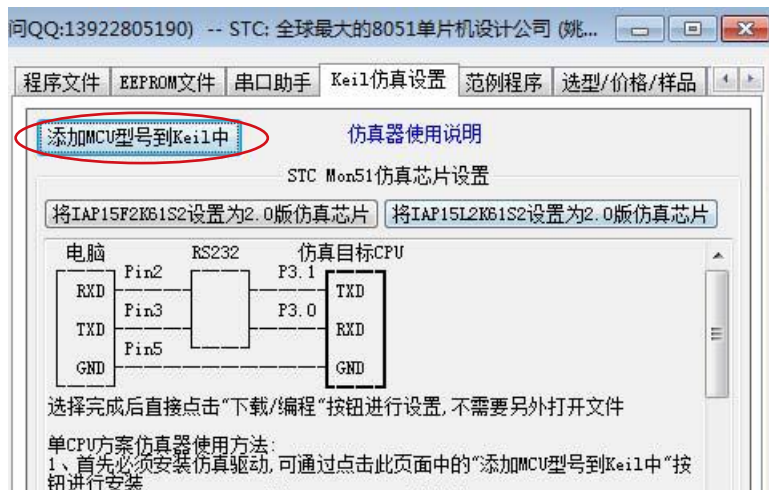 问QQ:13922805190) -- STC: 全球最大的8051单片机设计公司 (姚...
程序文件 EEPROM文件 串口助手 Keil仿真设置 范例程序 选型/价格/样品
添加MCU型号到Keil中 仿真器使用说明
STC Mon51仿真芯片设置
将IAP15F2K61S2设置为2.0版仿真芯片 将IAP15L2K61S2设置为2.0版仿真芯片
电脑 RS232 仿真目标CPU
Pin2 P3.1
RXD TXD
Pin3 P3.0
TXD RXD
Pin5
GND GND
选择完成后直接点击“下载/编程“按钮进行设置,不需要另外打开文件
单CPU方案仿真器使用方法:
1、首先必须安装仿真驱动,可通过点击此页面中的“添加MCU型号到Keil中“按
钮进行安装